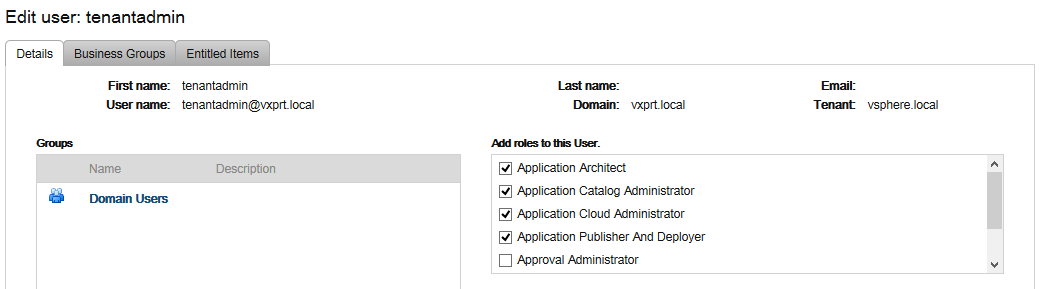 Edit user: tenantadmin
Details Business Groups Entitled Items
First name: tenantadmin Last name: Email:
User name: tenantadmin@vxprt.local Domain: vxprt.local Tenant: vsphere.local
Groups Add roles to this User.
Name Description
Domain Users
Application Architect
Application Catalog Administrator
Application Cloud Administrator
Application Publisher And Deployer
Approval Administrator